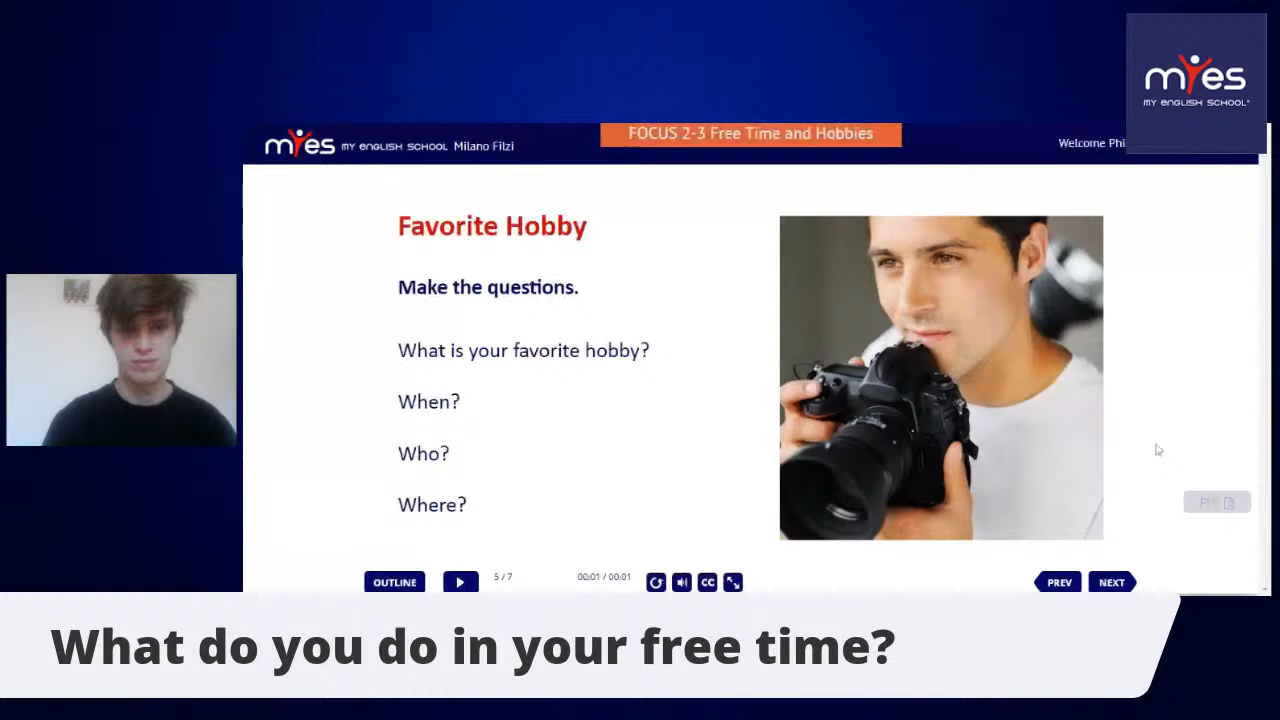 myes
MY ENGLISH SCHOOL
myes MY ENGLISH SCHOOL Milano Filzi
FOCUS 2-3 Free Time and Hobbies
Welcome
Favorite Hobby
Make the questions.
What is your favorite hobby?
When?
Who?
Where?
OUTLINE
5 / 7
00:01 / 00:01
CC
PREV
NEXT
What do you do in your free time?